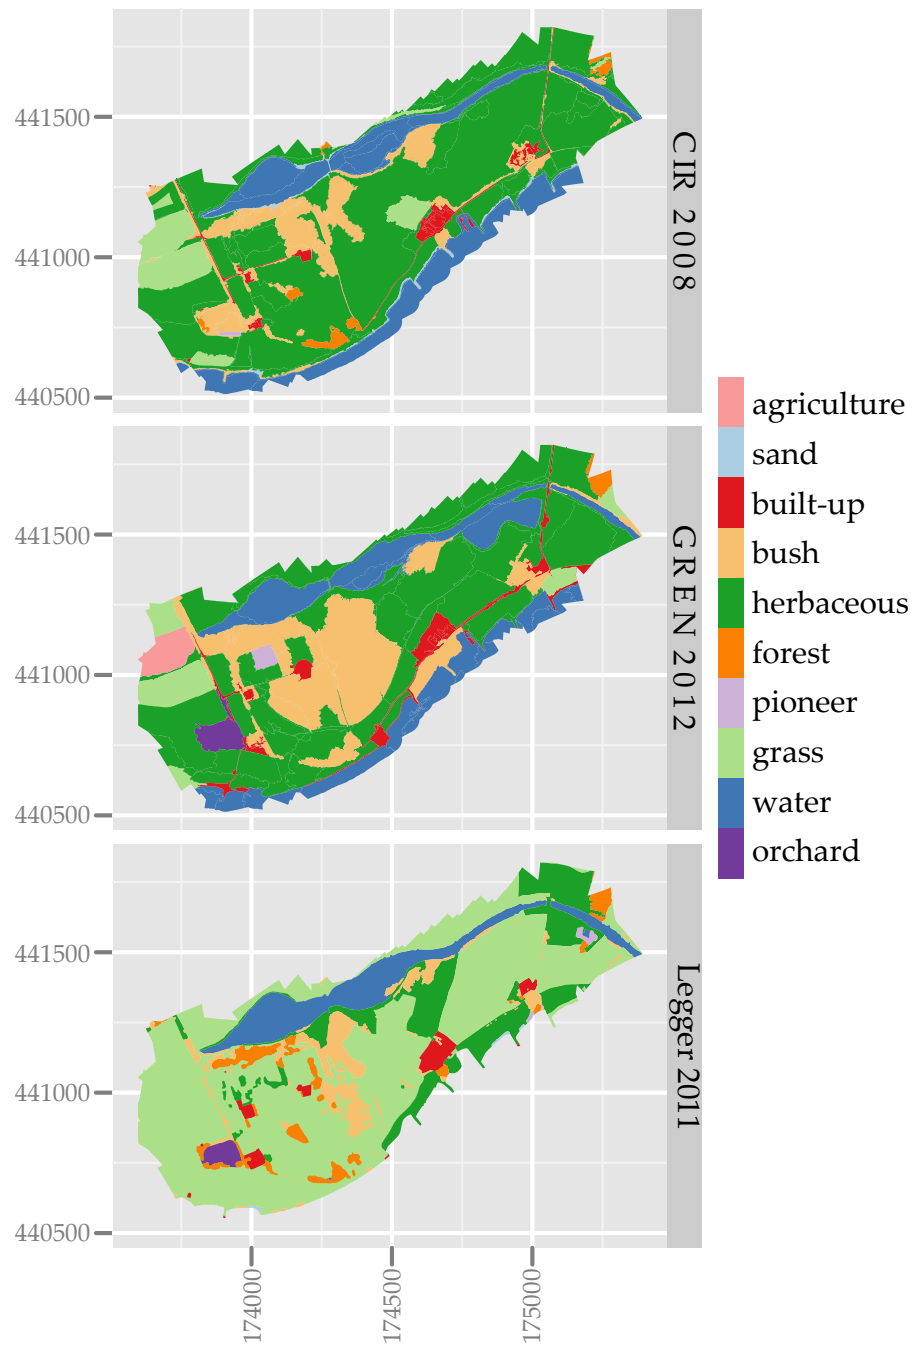 441500
441000
440500
CIR 2008
441500
441000
440500
GREN 2012
441500
441000
440500
Legger 2011
174000
174500
175000
agriculture
sand
built-up
bush
herbaceous
forest
pioneer
grass
water
orchard